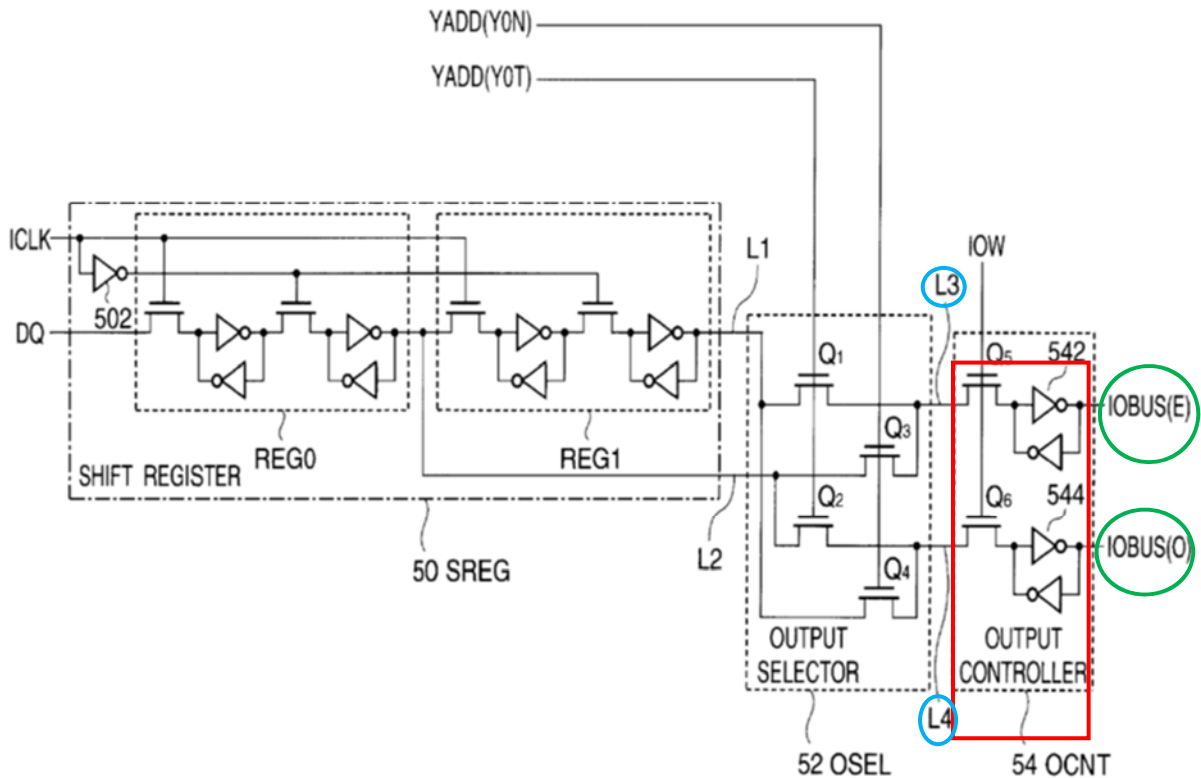 YADD(Y0N)
YADD(Y0T)
ICLK
502
DQ
REG0
REG1
SHIFT REGISTER
50 SREG
L1
L2
Q1
Q3
Q2
Q4
OUTPUT
SELECTOR
52 OSEL
L3
L4
IOW
Q5
542
Q6
544
OUTPUT
CONTROLLER
54 OCNT
IOBUS(E)
IOBUS(O)